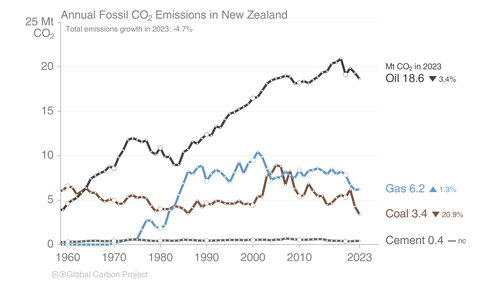 Annual Fossil CO₂ Emissions in New Zealand
25 Mt
CO₂
Total emissions growth in 2023: -4.7%
20
15
10
5
0
Mt CO₂ in 2023
Oil 18.6 ▼ 3.4%
Gas 6.2 ▲ 1.3%
Coal 3.4 ▼ 20.9%
Cement 0.4 — nc
1960 1970 1980 1990 2000 2010 2023
Global Carbon Project